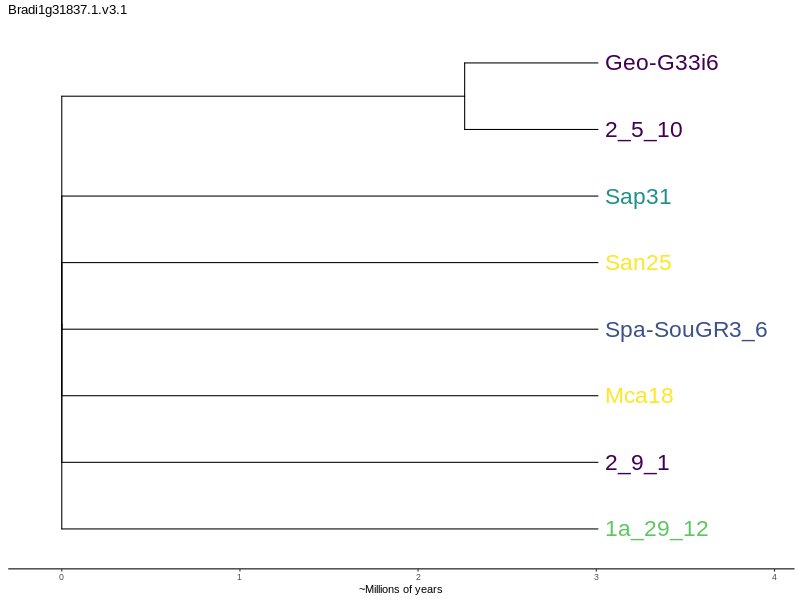 Bradi1g31837.1.v3.1
Geo-G33i6
2_5_10
Sap31
San25
Spa-SouGR3_6
Mca18
2_9_1
1a_29_12
0 1 2 3 4
~Millions of years